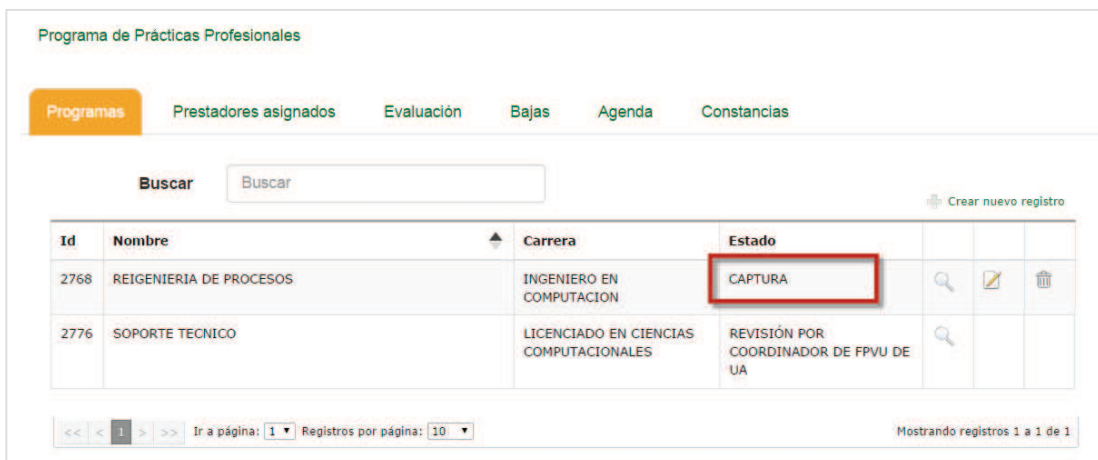 Programa de Prácticas Profesionales
Programas Prestadores asignados Evaluación Bajas Agenda Constancias
Buscar Buscar
Crear nuevo registro
Id Nombre Carrera Estado
2768 REIGENIERIA DE PROCESOS INGENIERO EN CAPTURA
COMPUTACION
2776 SOPORTE TECNICO LICENCIADO EN CIENCIAS REVISIÓN POR
COMPUTACIONALES COORDINADOR DE FPVU DE
UA
<< < 1 > >> Ir a página: 1 Registros por página: 10 Mostrando registros 1 a 1 de 1